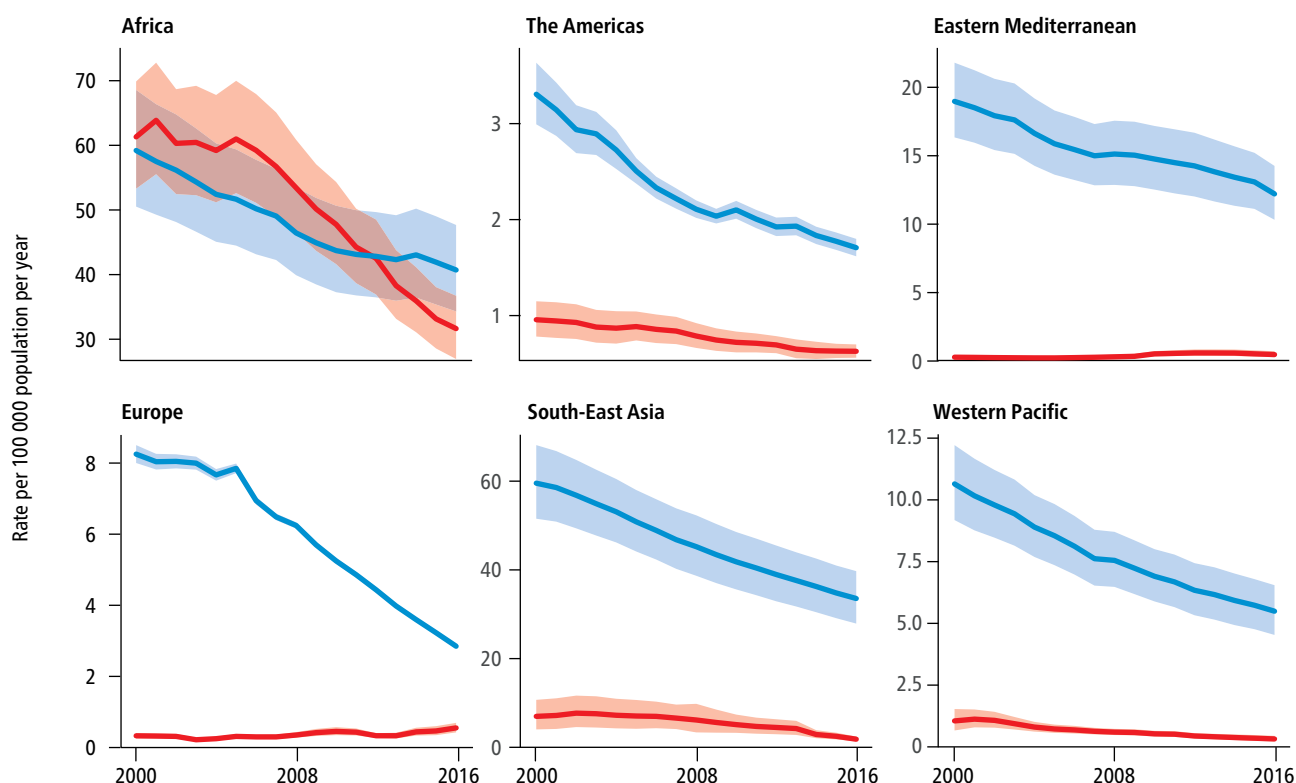 Rate per 100 000 population per year
Africa
70
60
50
40
30
The Americas
3
2
1
Eastern Mediterranean
20
15
10
5
0
Europe
8
6
4
2
0
2000 2008 2016
South-East Asia
60
40
20
0
2000 2008 2016
Western Pacific
12.5
10.0
7.5
5.0
2.5
0
2000 2008 2016